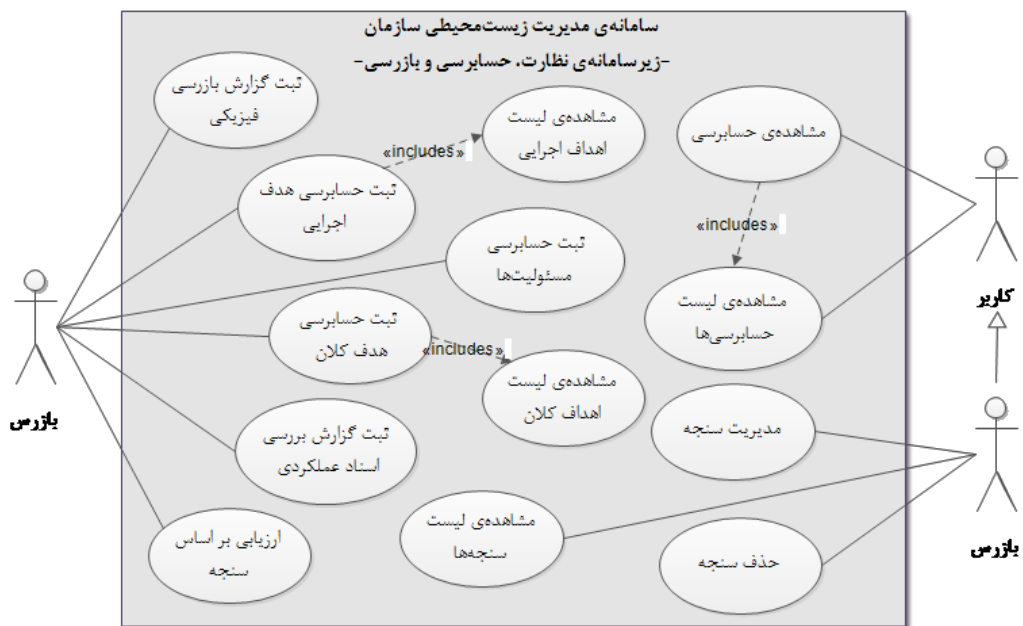 سامانه‌ی مدیریت زیست‌محیطی سازمان
-زیرسامانه‌ی نظارت، حسابرسی و بازرسی-
ثبت گزارش بازرسی
فیزیکی
مشاهده‌ی لیست
اهداف اجرایی
مشاهده‌ی حسابرسی
«includes»
ثبت حسابرسی هدف
اجرایی
«includes»
ثبت حسابرسی
مسئولیت‌ها
کاربر
مشاهده‌ی لیست
حسابرسی‌ها
ثبت حسابرسی
هدف کلان
«includes»
مشاهده‌ی لیست
اهداف کلان
بازرس
مدیریت سنجه
ثبت گزارش بررسی
اسناد عملکردی
مشاهده‌ی لیست
سنجه‌ها
ارزیابی بر اساس
سنجه
حذف سنجه
بازرس